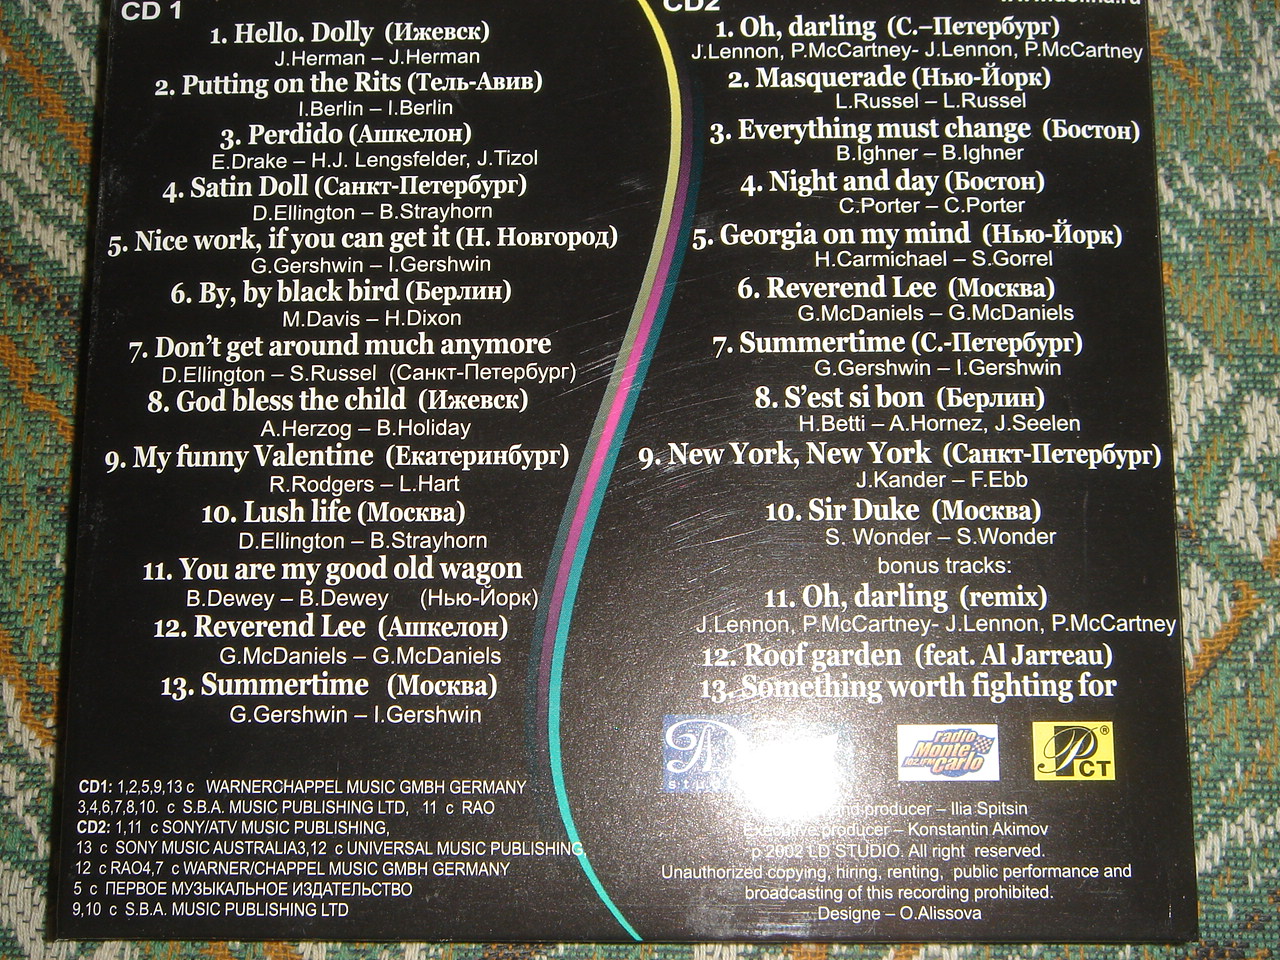 CD 1
1. Hello. Dolly (Ижевск)
J.Herman – J.Herman
2. Putting on the Rits (Тель-Авив)
I.Berlin – I.Berlin
3. Perdido (Ашкелон)
E.Drake – H.J. Lengsfelder, J.Tizol
4. Satin Doll (Санкт-Петербург)
D.Ellington – B.Strayhorn
5. Nice work, if you can get it (Н. Новгород)
G.Gershwin – I.Gershwin
6. By, by black bird (Берлин)
M.Davis – H.Dixon
7. Don't get around much anymore
D.Ellington – S.Russel (Санкт-Петербург)
8. God bless the child (Ижевск)
A.Herzog – B.Holiday
9. My funny Valentine (Екатеринбург)
R.Rodgers – L.Hart
10. Lush life (Москва)
D.Ellington – B.Strayhorn
11. You are my good old wagon
B.Dewey – B.Dewey (Нью-Йорк)
12. Reverend Lee (Ашкелон)
G.McDaniels – G.McDaniels
13. Summertime (Москва)
G.Gershwin – I.Gershwin
CD1: 1,2,5,9,13 c WARNERCHAPPEL MUSIC GMBH GERMANY
3,4,6,7,8,10. c S.B.A. MUSIC PUBLISHING LTD, 11 c RAO
CD2: 1,11 c SONY/ATV MUSIC PUBLISHING,
13 c SONY MUSIC AUSTRALIA3,12 c UNIVERSAL MUSIC PUBLISHING,
12 c RAO4,7 c WARNER/CHAPPEL MUSIC GMBH GERMANY
5 c ПЕРВОЕ МУЗЫКАЛЬНОЕ ИЗДАТЕЛЬСТВО
9,10 c S.B.A. MUSIC PUBLISHING LTD
CD2
1. Oh, darling (С.–Петербург)
J.Lennon, P.McCartney- J.Lennon, P.McCartney
2. Masquerade (Нью-Йорк)
L.Russel – L.Russel
3. Everything must change (Бостон)
B.Ighner – B.Ighner
4. Night and day (Бостон)
C.Porter – C.Porter
5. Georgia on my mind (Нью-Йорк)
H.Carmichael – S.Gorrel
6. Reverend Lee (Москва)
G.McDaniels – G.McDaniels
7. Summertime (С.-Петербург)
G.Gershwin – I.Gershwin
8. S'est si bon (Берлин)
H.Betti – A.Hornez, J.Seelen
9. New York, New York (Санкт-Петербург)
J.Kander – F.Ebb
10. Sir Duke (Москва)
S. Wonder – S.Wonder
bonus tracks:
11. Oh, darling (remix)
J.Lennon, P.McCartney- J.Lennon, P.McCartney
12. Roof garden (feat. Al Jarreau)
13. Something worth fighting for
radio
Monte
102.1FM Carlo
РСТ®
and producer – Ilia Spitsin
Executive producer – Konstantin Akimov
p 2002 LD STUDIO. All right reserved.
Unauthorized copying, hiring, renting, public performance and
broadcasting of this recording prohibited.
Designe – O.Alissova